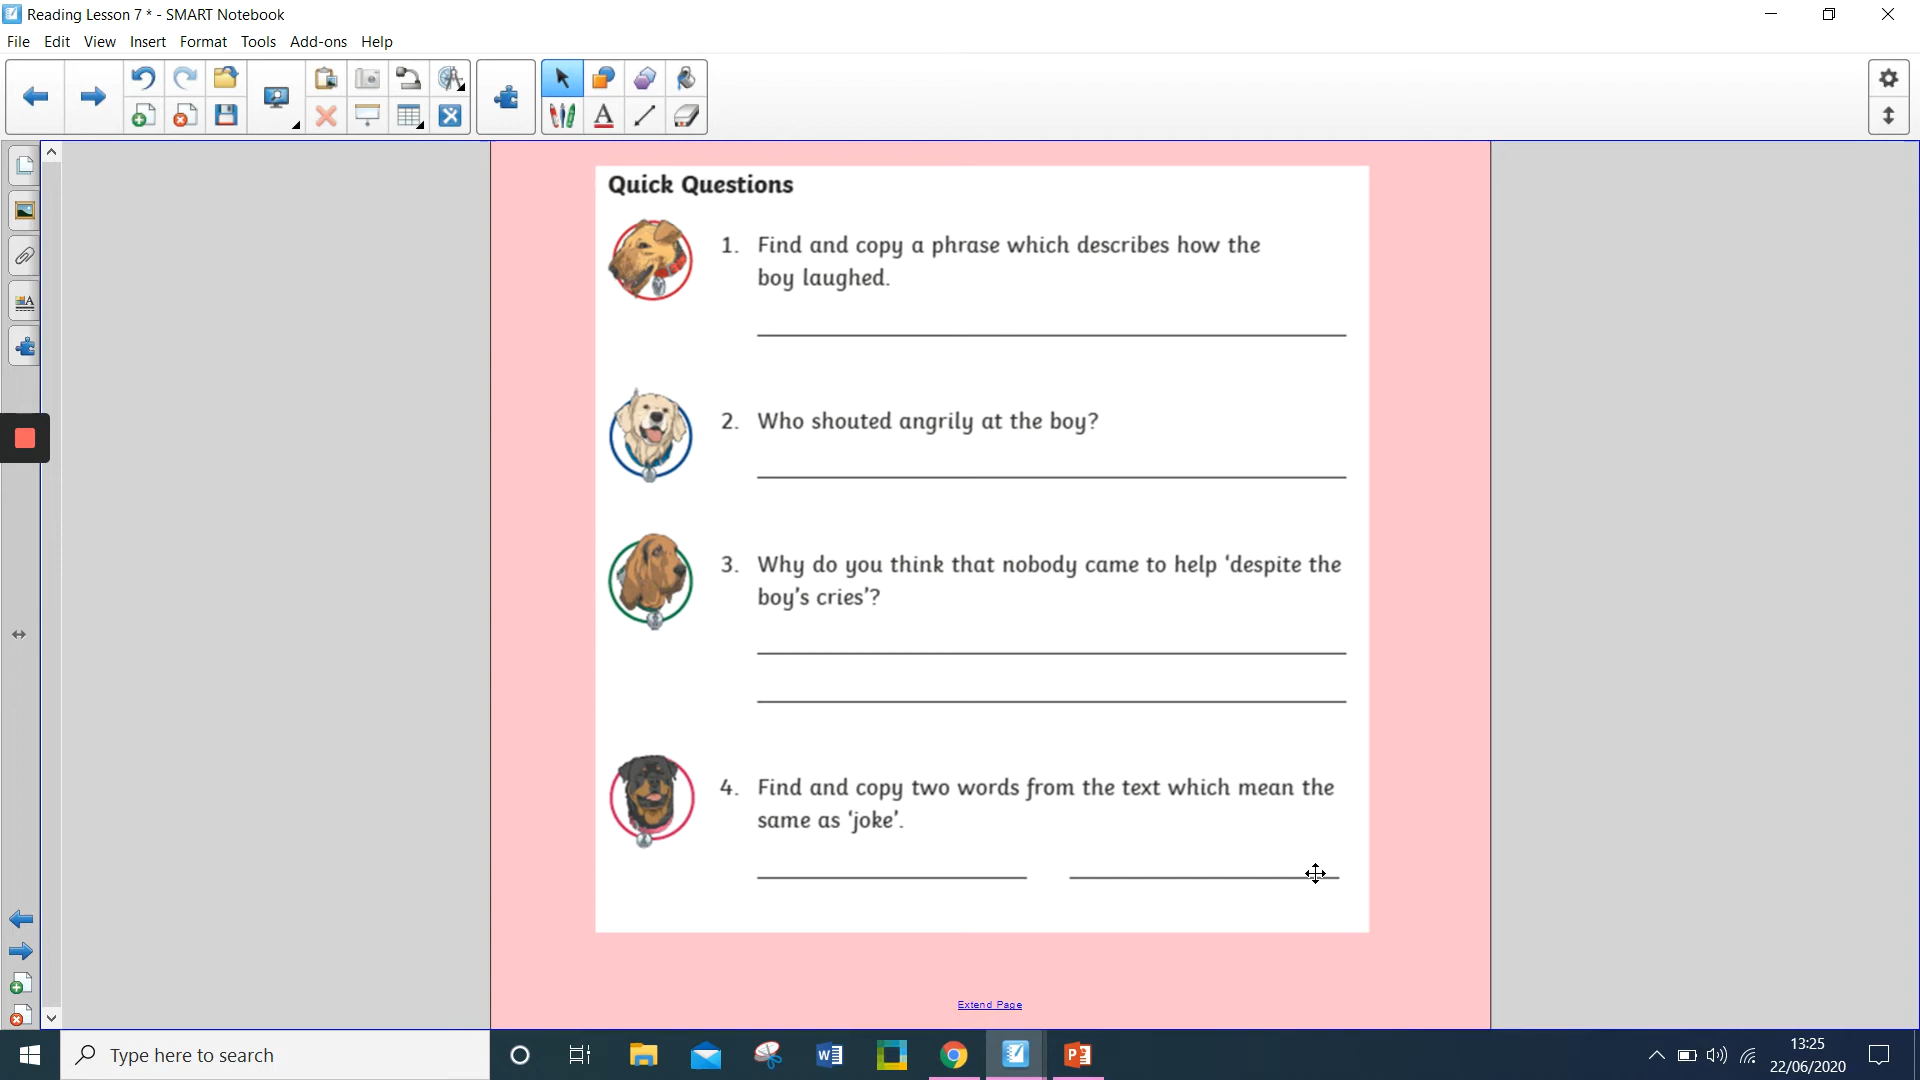 Reading Lesson 7 * - SMART Notebook
File Edit View Insert Format Tools Add-ons Help
Quick Questions
1. Find and copy a phrase which describes how the
boy laughed.
2. Who shouted angrily at the boy?
3. Why do you think that nobody came to help ‘despite the
boy’s cries’?
4. Find and copy two words from the text which mean the
same as ‘joke’.
Extend Page
Type here to search
13:25
22/06/2020